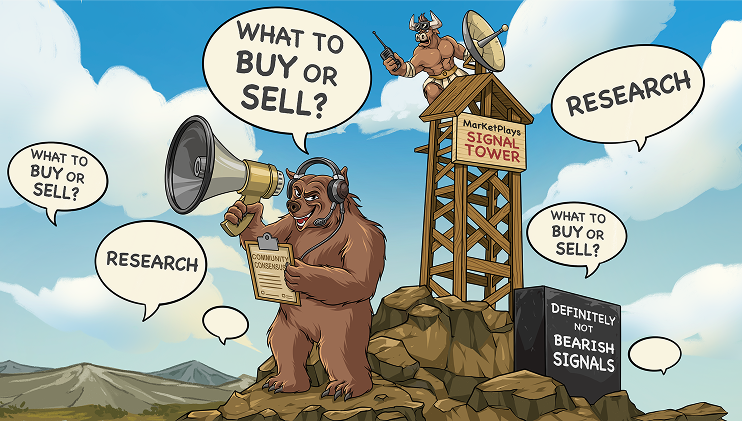 WHAT TO
BUY OR
SELL?
MarKetPlays
SIGNAL
TOWER
RESEARCH
WHAT TO
BUY OR
SELL?
RESEARCH
COMMUNITY
CONSENSUS
WHAT TO
BUY OR
SELL?
DEFINITELY
NOT
BEARISH
SIGNALS